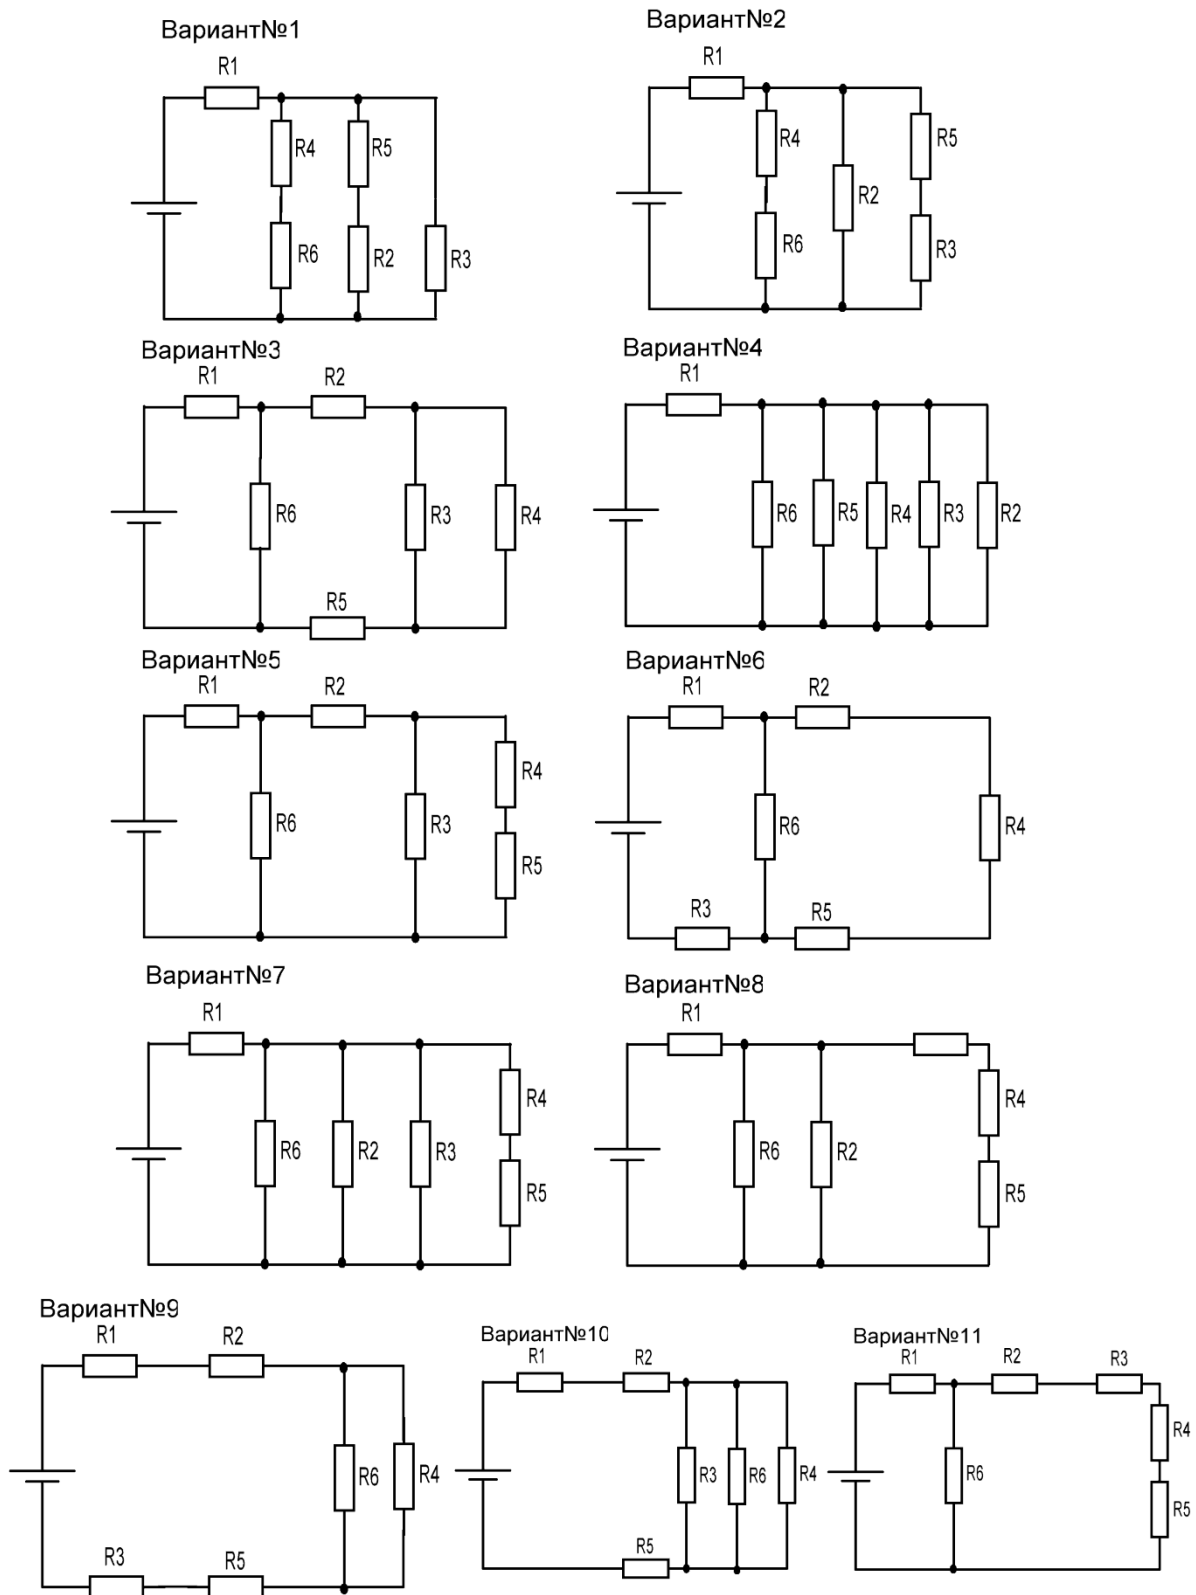 Вариант№1
R1
R4
R5
R6
R2
R3
Вариант№2
R1
R4
R5
R2
R6
R3
Вариант№3
R1
R2
R6
R3
R4
R5
Вариант№4
R1
R6
R5
R4
R3
R2
Вариант№5
R1
R2
R4
R6
R3
R5
Вариант№6
R1
R2
R6
R4
R3
R5
Вариант№7
R1
R4
R6
R2
R3
R5
Вариант№8
R1
R4
R6
R2
R5
Вариант№9
R1
R2
R6
R4
R3
R5
Вариант№10
R1
R2
R3
R6
R4
R5
Вариант№11
R1
R2
R3
R4
R6
R5